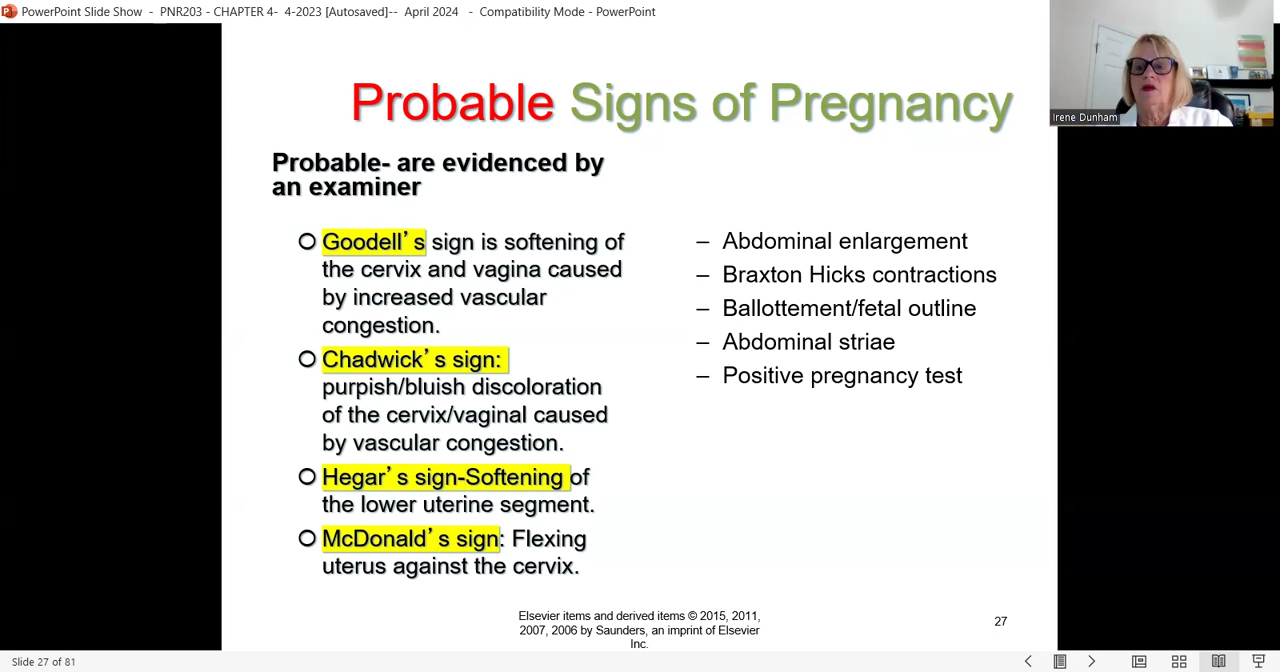 PowerPoint Slide Show - PNR203 - CHAPTER 4- 4-2023 [Autosaved]-- April 2024 - Compatibility Mode - PowerPoint
Irene Dunham
Probable Signs of Pregnancy
Probable- are evidenced by
an examiner
Goodell’s sign is softening of
the cervix and vagina caused
by increased vascular
congestion.
Chadwick’s sign:
purpish/bluish discoloration
of the cervix/vaginal caused
by vascular congestion.
Hegar’s sign-Softening of
the lower uterine segment.
McDonald’s sign: Flexing
uterus against the cervix.
– Abdominal enlargement
– Braxton Hicks contractions
– Ballottement/fetal outline
– Abdominal striae
– Positive pregnancy test
Elsevier items and derived items © 2015, 2011,
2007, 2006 by Saunders, an imprint of Elsevier
Inc.
27
Slide 27 of 81